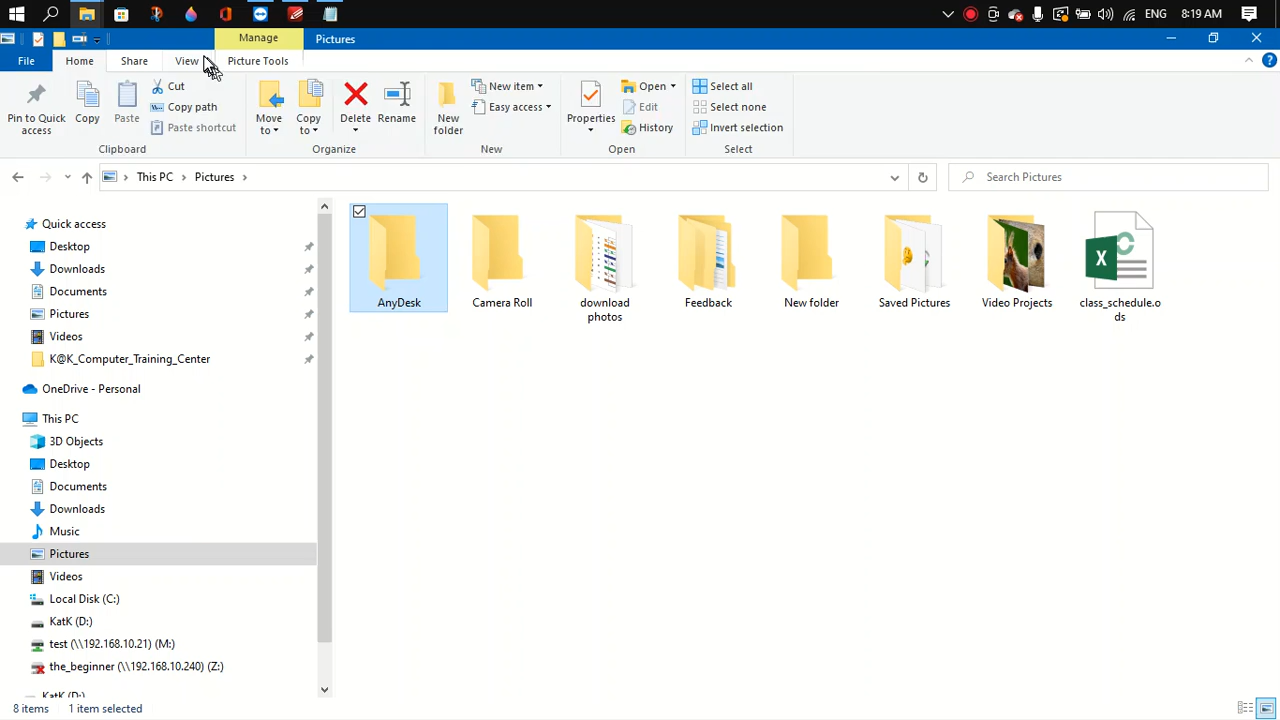 ENG
8:19 AM
Manage
Pictures
File
Home
Share
View
Picture Tools
Pin to Quick
access
Copy
Paste
Cut
Copy path
Paste shortcut
Clipboard
Move
to
Copy
to
Delete
Rename
Organize
New
folder
New item
Easy access
New
Properties
Open
Edit
History
Open
Select all
Select none
Invert selection
Select
This PC
Pictures
Search Pictures
Quick access
Desktop
Downloads
Documents
Pictures
Videos
K@K_Computer_Training_Center
OneDrive - Personal
This PC
3D Objects
Desktop
Documents
Downloads
Music
Pictures
Videos
Local Disk (C:)
KatK (D:)
test (\\192.168.10.21) (M:)
the_beginner (\\192.168.10.240) (Z:)
KatK (D:)
AnyDesk
Camera Roll
download
photos
Feedback
New folder
Saved Pictures
Video Projects
class_schedule.o
ds
8 items
1 item selected